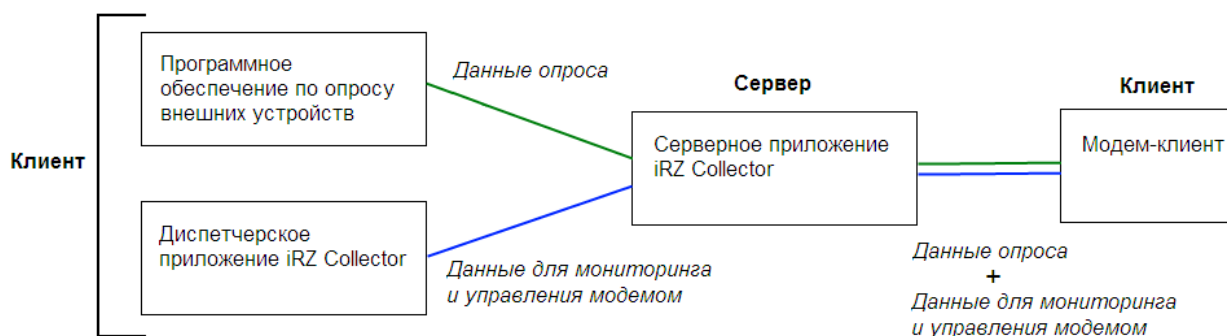 Клиент
Программное
обеспечение по опросу
внешних устройств
Данные опроса
Диспетчерское
приложение iRZ Collector
Данные для мониторинга
и управления модемом
Сервер
Серверное приложение
iRZ Collector
Клиент
Модем-клиент
Данные опроса
+
Данные для мониторинга
и управления модемом